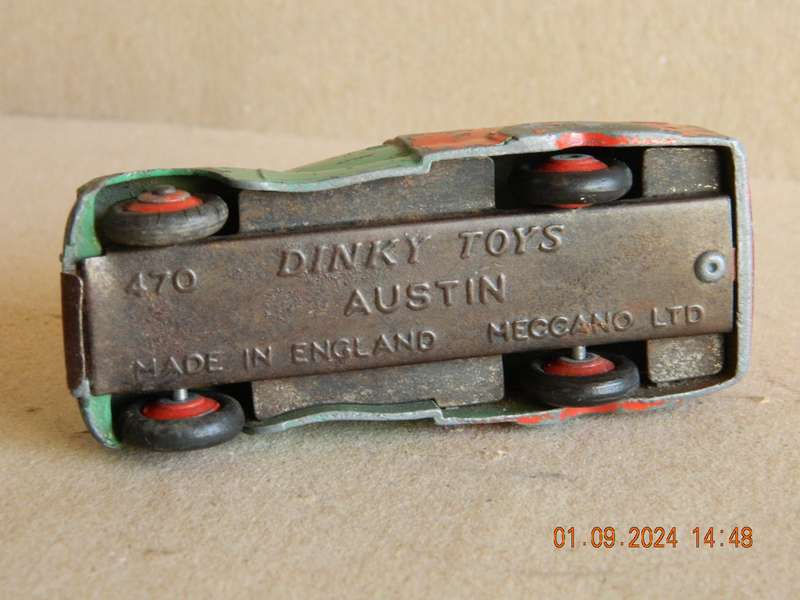 470 DINKY TOYS
AUSTIN
MADE IN ENGLAND MECCANO LTD
01.09.2024 14:48